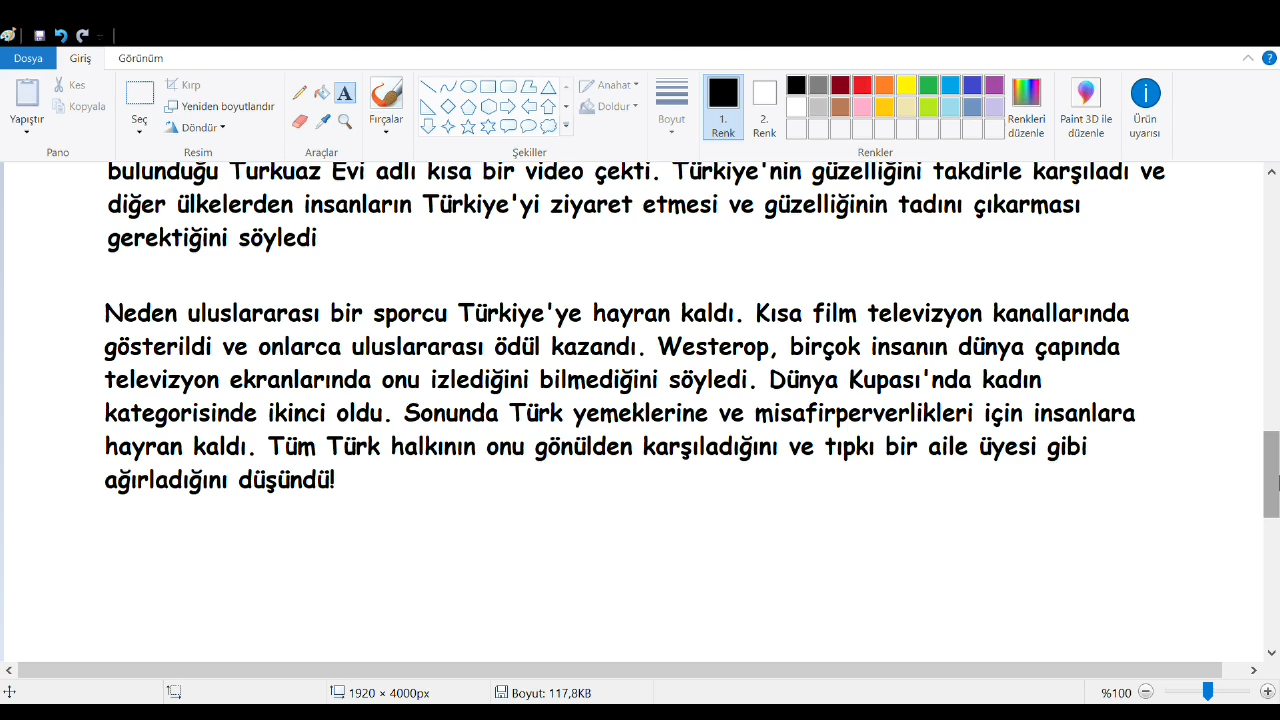 Dosya Giriş Görünüm
Yapıştır Kes Kopyala Pano
Seç Kırp Yeniden boyutlandır Döndür Resim
A
Araçlar
Fırçalar
Şekiller
Anahat
Doldur
Boyut
1. Renk
2. Renk
Renkler
Renkleri düzenle
Paint 3D ile düzenle
Ürün uyarısı
bulunduğu Turkuaz Evi adlı kısa bir video çekti. Türkiye'nin güzelliğini takdirle karşıladı ve
diğer ülkelerden insanların Türkiye'yi ziyaret etmesi ve güzelliğinin tadını çıkarması
gerektiğini söyledi
Neden uluslararası bir sporcu Türkiye'ye hayran kaldı. Kısa film televizyon kanallarında
gösterildi ve onlarca uluslararası ödül kazandı. Westerop, birçok insanın dünya çapında
televizyon ekranlarında onu izlediğini bilmediğini söyledi. Dünya Kupası'nda kadın
kategorisinde ikinci oldu. Sonunda Türk yemeklerine ve misafirperverlikleri için insanlara
hayran kaldı. Tüm Türk halkının onu gönülden karşıladığını ve tıpkı bir aile üyesi gibi
ağırladığını düşündü!
1920 × 4000px Boyut: 117,8KB %100